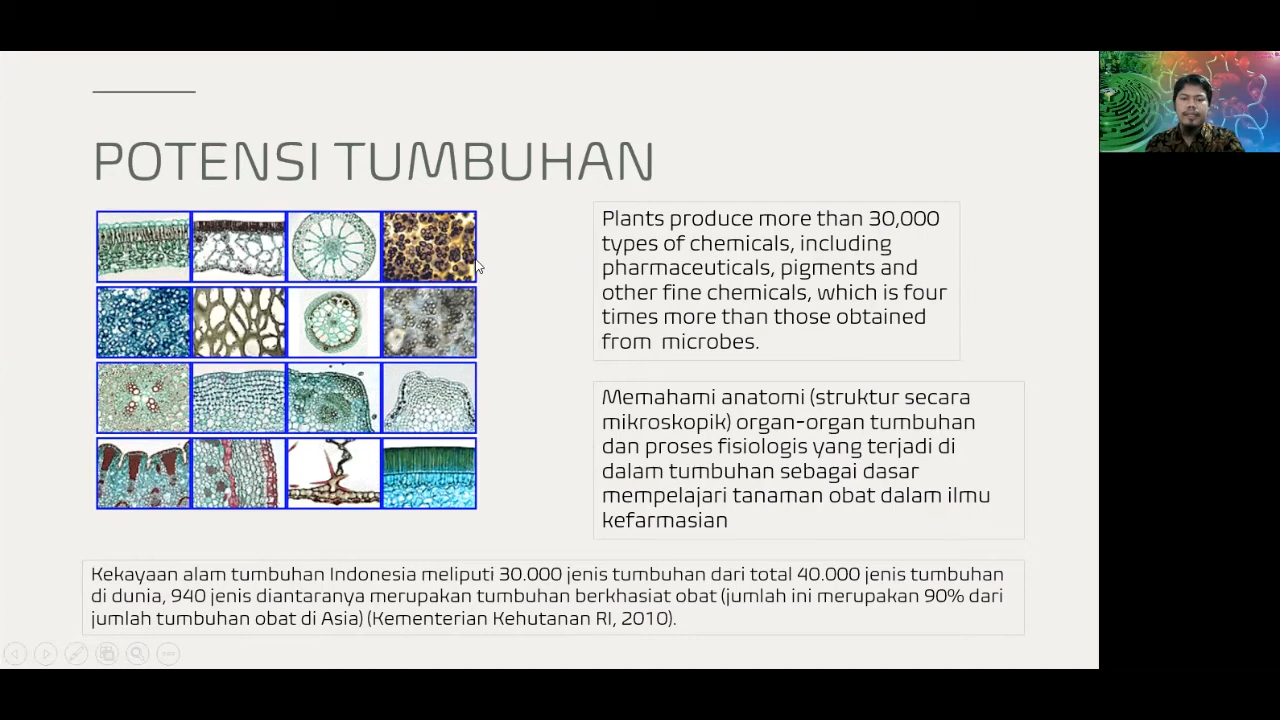 POTENSI TUMBUHAN
Plants produce more than 30,000
types of chemicals, including
pharmaceuticals, pigments and
other fine chemicals, which is four
times more than those obtained
from microbes.
Memahami anatomi (struktur secara
mikroskopik) organ-organ tumbuhan
dan proses fisiologis yang terjadi di
dalam tumbuhan sebagai dasar
mempelajari tanaman obat dalam ilmu
kefarmasian
Kekayaan alam tumbuhan Indonesia meliputi 30.000 jenis tumbuhan dari total 40.000 jenis tumbuhan
di dunia, 940 jenis diantaranya merupakan tumbuhan berkhasiat obat (jumlah ini merupakan 90% dari
jumlah tumbuhan obat di Asia) (Kementerian Kehutanan RI, 2010).